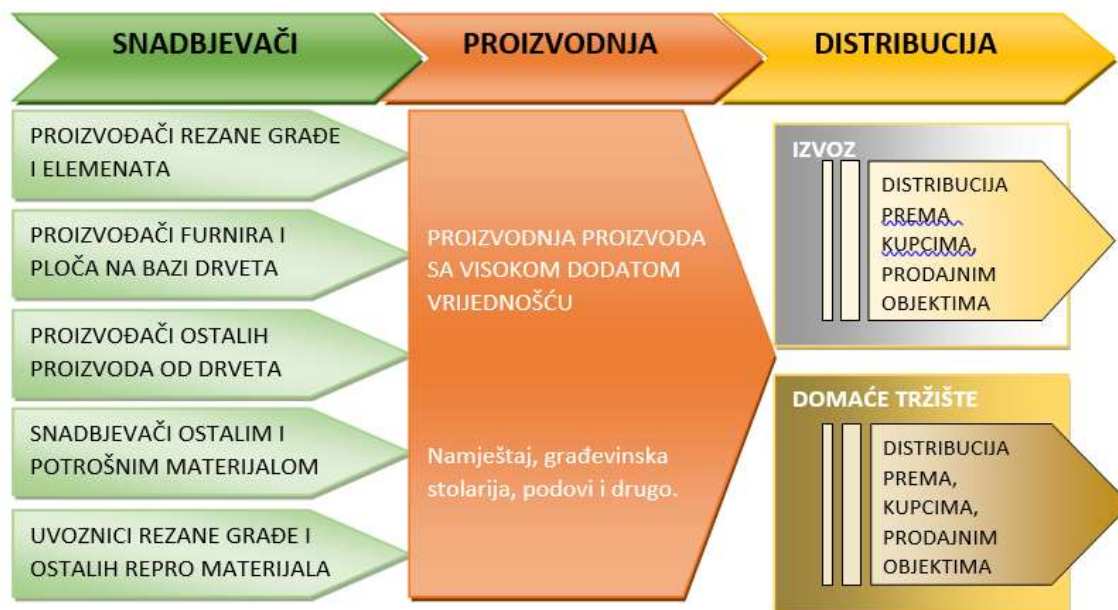 SNADBJEVAČI
PROIZVODNJA
DISTRIBUCIJA
PROIZVOĐAČI REZANE GRAĐE
I ELEMENATA
PROIZVOĐAČI FURNIRA I
PLOČA NA BAZI DRVETA
PROIZVOĐAČI OSTALIH
PROIZVODA OD DRVETA
SNADBJEVAČI OSTALIM I
POTROŠNIM MATERIJALOM
UVOZNICI REZANE GRAĐE I
OSTALIH REPRO MATERIJALA
PROIZVODNJA PROIZVODA
SA VISOKOM DODATOM
VRIJEDNOŠĆU
Namještaj, građevinska
stolarija, podovi i drugo.
IZVOZ
DISTRIBUCIJA
PREMA
KUPCIMA,
PRODAJNIM
OBJEKTIMA
DOMAĆE TRŽIŠTE
DISTRIBUCIJA
PREMA,
KUPCIMA,
PRODAJNIM
OBJEKTIMA